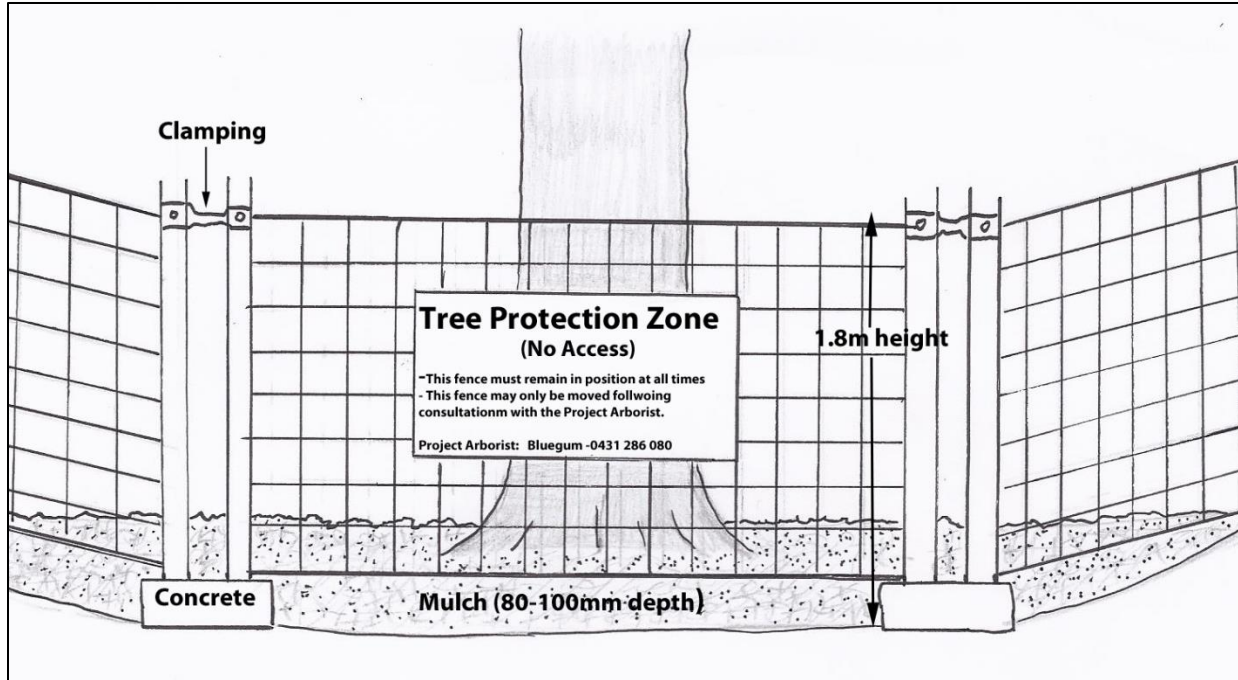 Clamping
Tree Protection Zone
(No Access)
-This fence must remain in position at all times
- This fence may only be moved follwoing
consultationm with the Project Arborist.
Project Arborist: Bluegum -0431 286 080
1.8m height
Concrete
Mulch (80-100mm depth)